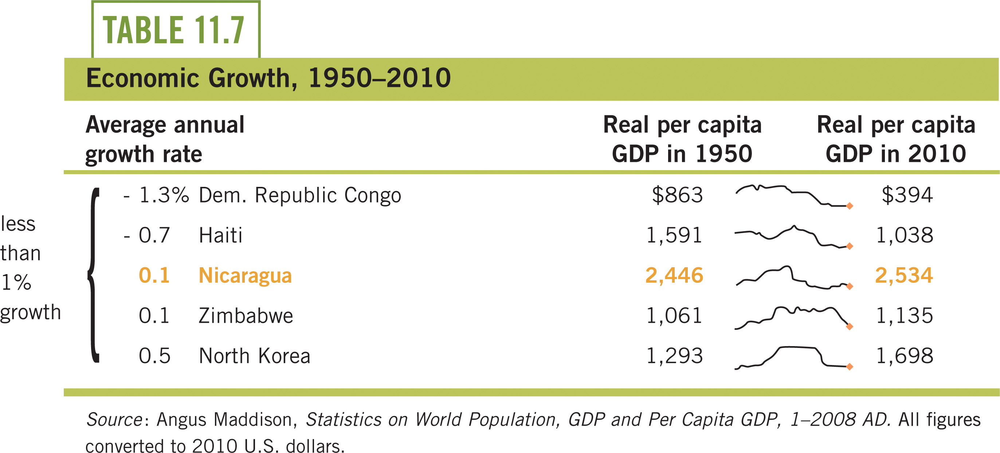 TABLE 11.7
Economic Growth, 1950–2010
Average annual growth rate Real per capita GDP in 1950 Real per capita GDP in 2010
less than 1% growth
- 1.3% Dem. Republic Congo $863 $394
- 0.7 Haiti 1,591 1,038
0.1 Nicaragua 2,446 2,534
0.1 Zimbabwe 1,061 1,135
0.5 North Korea 1,293 1,698
Source: Angus Maddison, Statistics on World Population, GDP and Per Capita GDP, 1–2008 AD. All figures
converted to 2010 U.S. dollars.